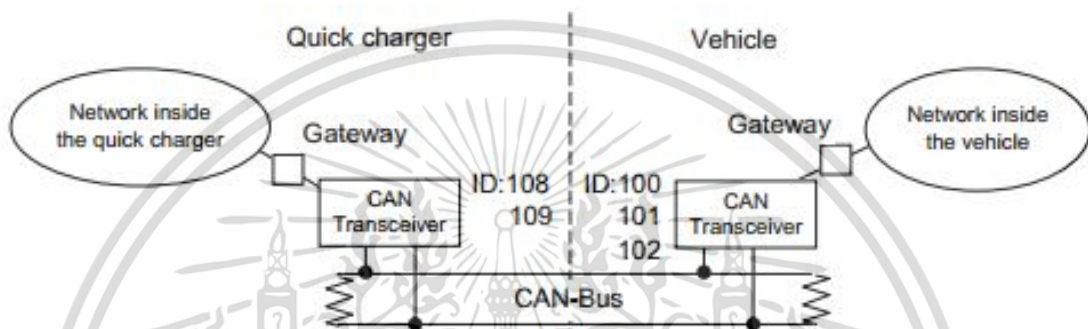 Quick charger
Vehicle
Network inside
the quick charger
Gateway
Gateway
Network inside
the vehicle
CAN
Transceiver
ID:108
109
ID:100
101
102
CAN
Transceiver
CAN-Bus